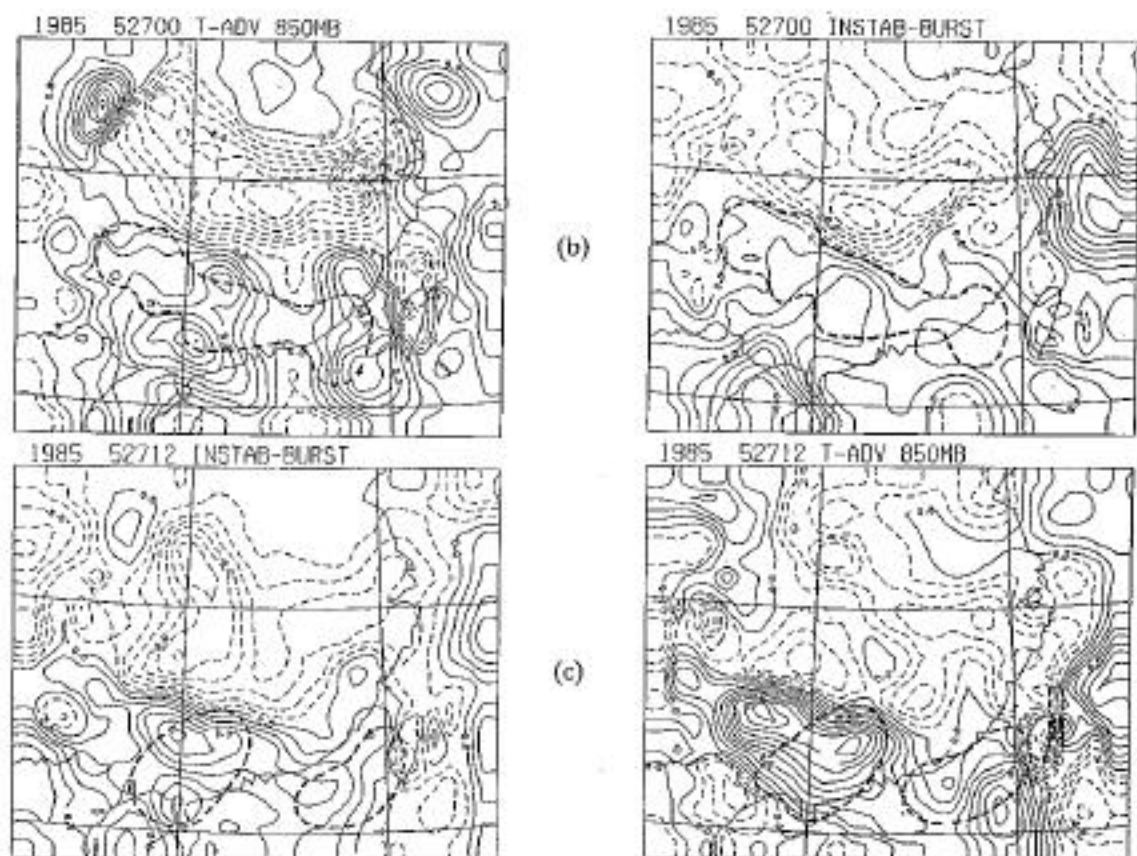 1985 52700 T-ADV 850MB
1985 52700 INSTAB-BURST
(b)
1985 52712 INSTAB-BURST
1985 52712 T-ADV 850MB
(c)